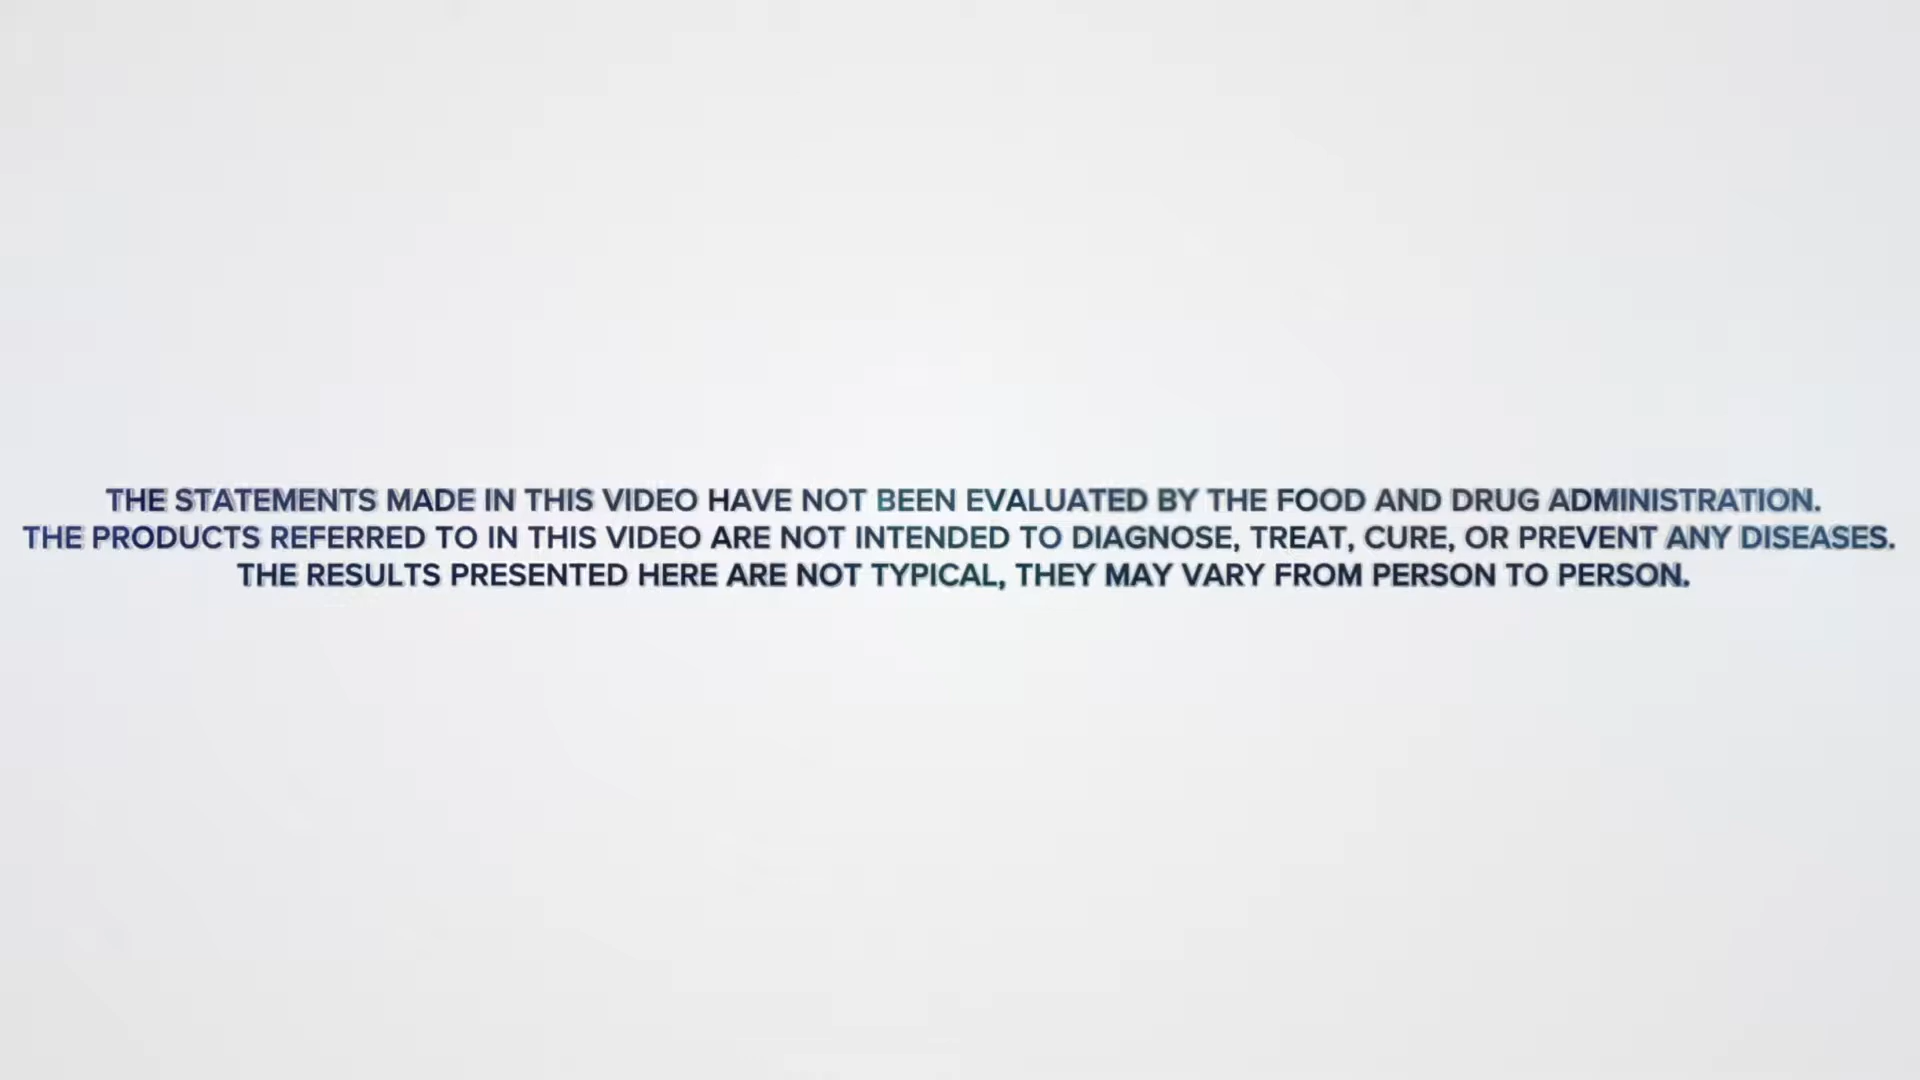 THE STATEMENTS MADE IN THIS VIDEO HAVE NOT BEEN EVALUATED BY THE FOOD AND DRUG ADMINISTRATION.
THE PRODUCTS REFERRED TO IN THIS VIDEO ARE NOT INTENDED TO DIAGNOSE, TREAT, CURE, OR PREVENT ANY DISEASES.
THE RESULTS PRESENTED HERE ARE NOT TYPICAL, THEY MAY VARY FROM PERSON TO PERSON.